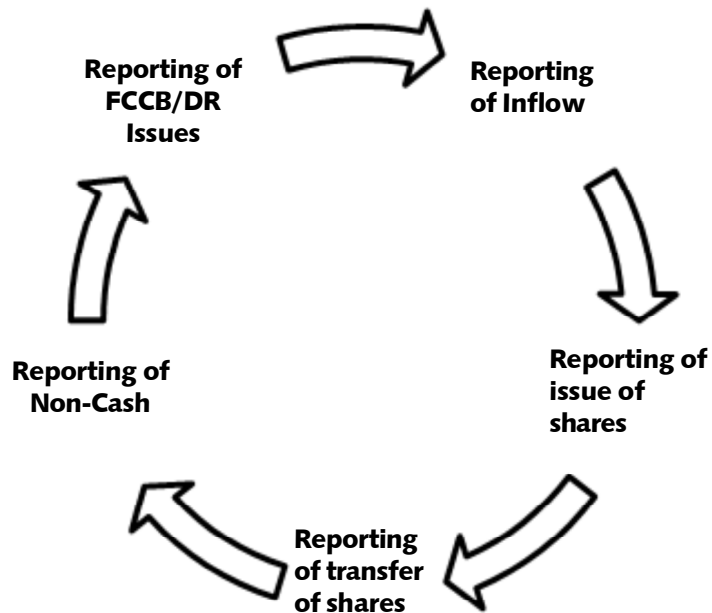 Reporting of
FCCB/DR
Issues
Reporting
of Inflow
Reporting of
issue of
shares
Reporting
of transfer
of shares
Reporting of
Non-Cash